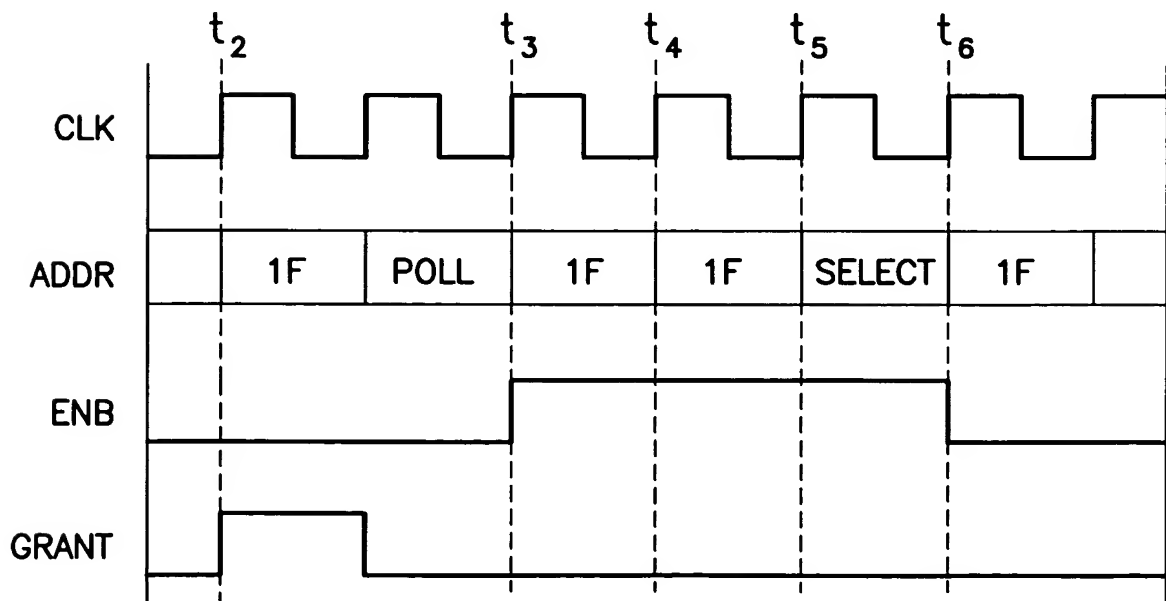 t2 t3 t4 t5 t6
CLK
ADDR 1F POLL 1F 1F SELECT 1F
ENB
GRANT